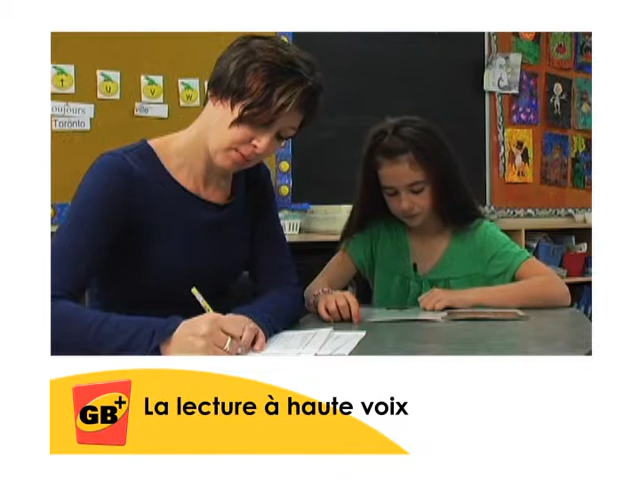 t u v w
toujours
ville
Toronto
GB+
La lecture à haute voix